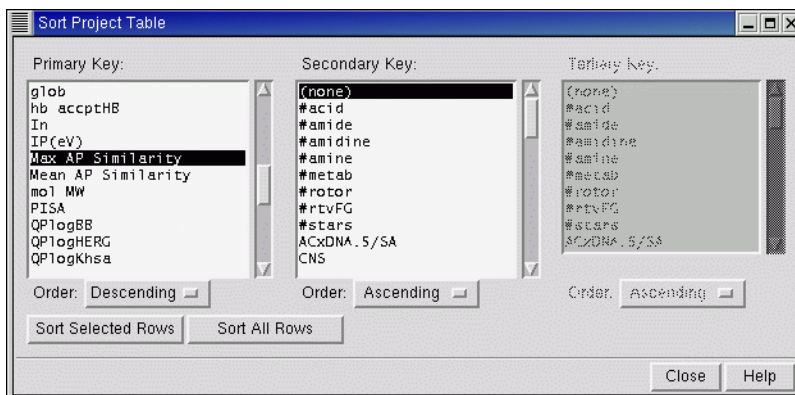 Sort Project Table
Primary Key:
glob
hb accptHB
In
IP(eV)
Max AP Similarity
Mean AP Similarity
mol MW
PISA
QPlogBB
QPlogHERG
QPlogKhsa
Order: Descending
Secondary Key:
(none)
#acid
#amide
#amidine
#amine
#metab
#rotor
#rtvFG
#stars
ACxDNA.5/SA
CNS
Order: Ascending
Tertiary Key:
(none)
#acid
#amide
#amidine
#amine
#metab
#rotor
#rtvFG
#stars
ACxDNA.5/SA
Order: Ascending
Sort Selected Rows
Sort All Rows
Close
Help